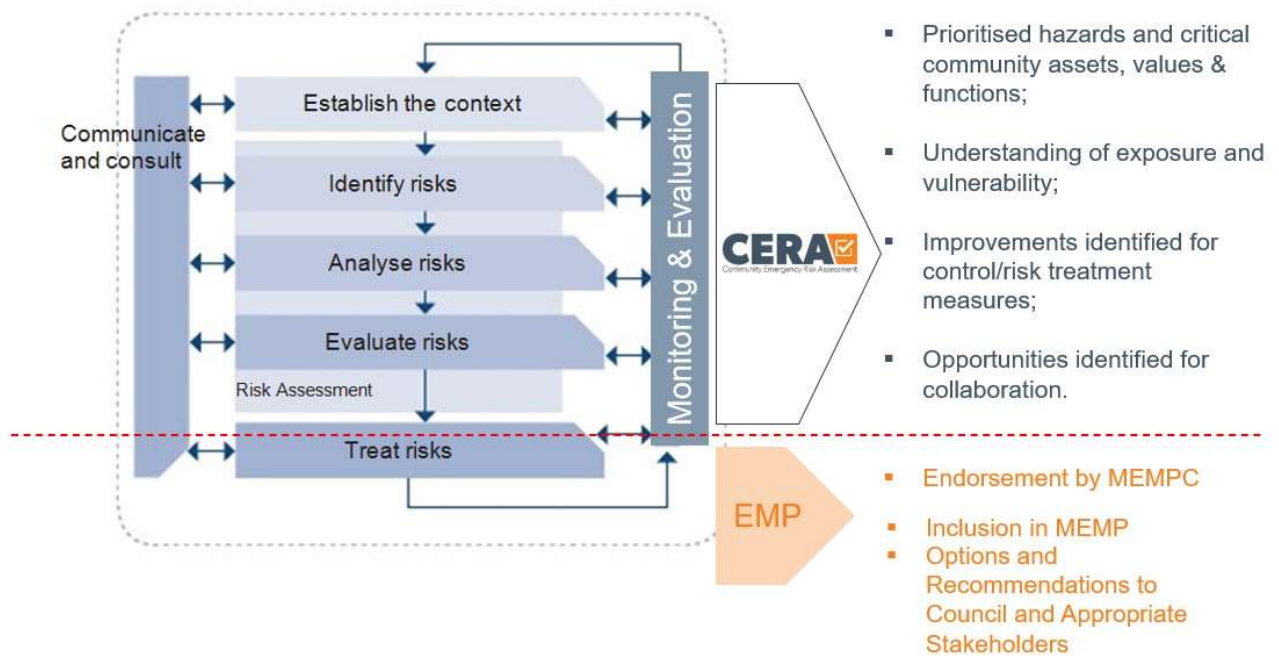 Communicate
and consult
Establish the context
Identify risks
Analyse risks
Evaluate risks
Risk Assessment
Treat risks
Monitoring & Evaluation
CERA
Community Emergency Risk Assessment
EMP
▪ Prioritised hazards and critical
community assets, values &
functions;
▪ Understanding of exposure and
vulnerability;
▪ Improvements identified for
control/risk treatment
measures;
▪ Opportunities identified for
collaboration.
▪ Endorsement by MEMPC
▪ Inclusion in MEMP
▪ Options and
Recommendations to
Council and Appropriate
Stakeholders